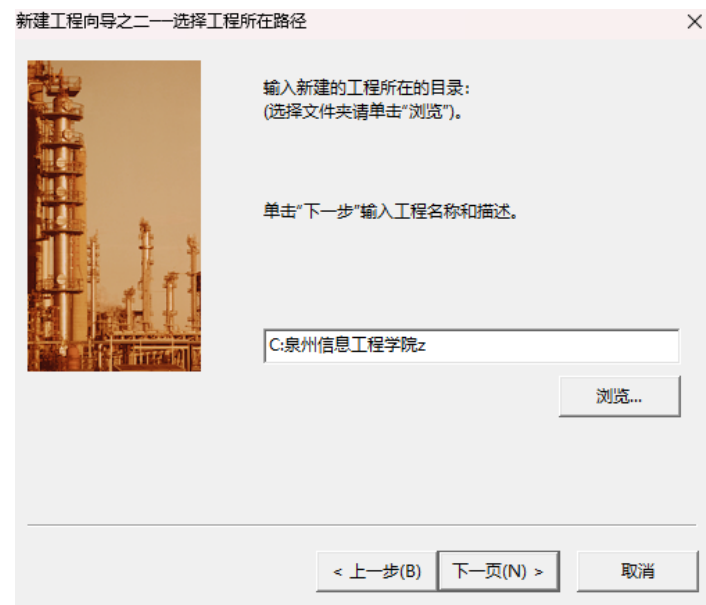 新建工程向导之二——选择工程所在路径
输入新建的工程所在的目录:
(选择文件夹请单击“浏览”)。
单击“下一步”输入工程名称和描述。
C:泉州信息工程学院z
浏览...
< 上一步(B)
下一页(N) >
取消